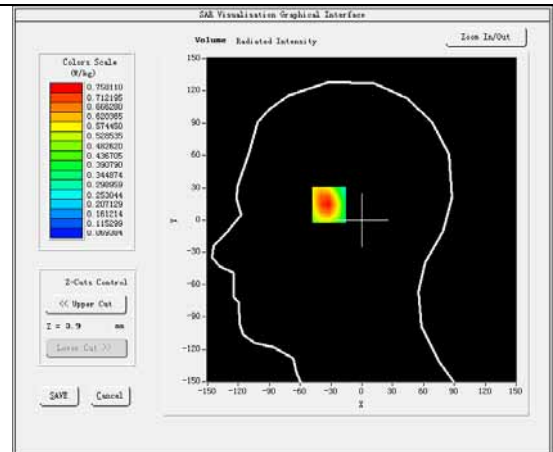 SAR Visualisation Graphical Interface
Volume Radiated Intensity
Zoom In/Out
Colors Scale
(W/kg)
0.758110
0.712195
0.666280
0.620365
0.574450
0.528535
0.482620
0.436705
0.390790
0.344874
0.298959
0.253044
0.207129
0.161214
0.115299
0.069384
150
120
90
60
30
0
-30
-60
-90
-120
-150
Y
-150 -120 -90 -60 -30 0 30 60 90 120 150
X
Z-Cuts Control
<< Upper Cut
Z = 3.9 mm
Lower Cut >>
SAVE
Cancel